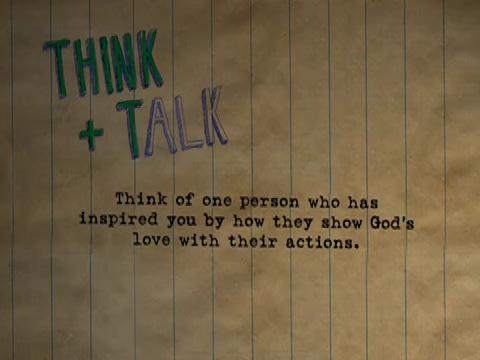 THINK
+ TALK
Think of one person who has
inspired you by how they show God's
love with their actions.